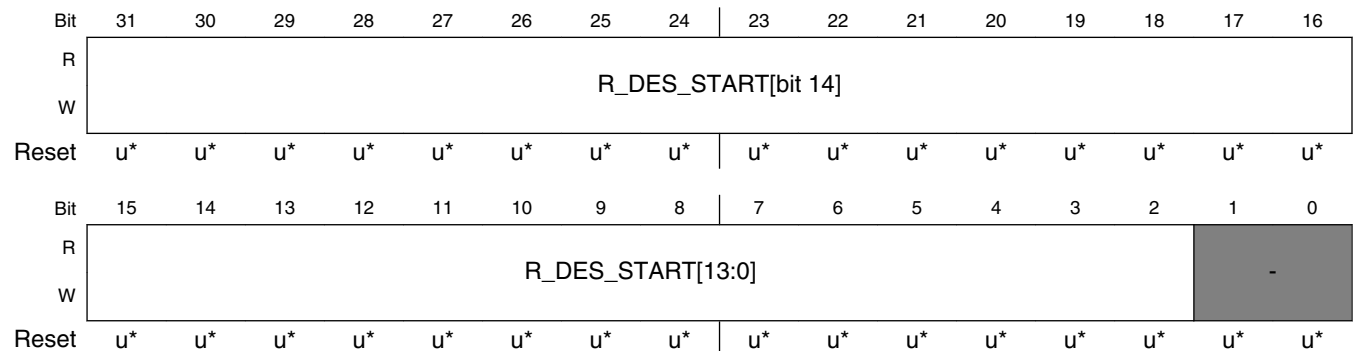 Bit 31 30 29 28 27 26 25 24 23 22 21 20 19 18 17 16
R
R_DES_START[bit 14]
W
Reset u* u* u* u* u* u* u* u* u* u* u* u* u* u* u* u*
Bit 15 14 13 12 11 10 9 8 7 6 5 4 3 2 1 0
R
R_DES_START[13:0] -
W
Reset u* u* u* u* u* u* u* u* u* u* u* u* u* u* u* u*